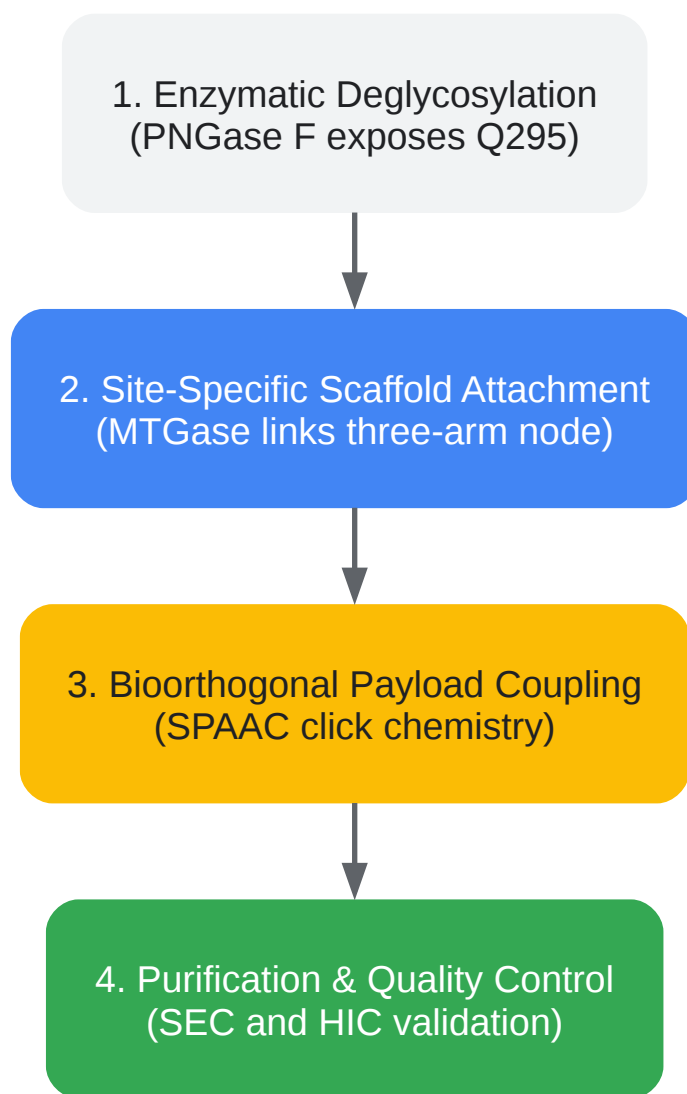 1. Enzymatic Deglycosylation
(PNGase F exposes Q295)
2. Site-Specific Scaffold Attachment
(MTGase links three-arm node)
3. Bioorthogonal Payload Coupling
(SPAAC click chemistry)
4. Purification & Quality Control
(SEC and HIC validation)